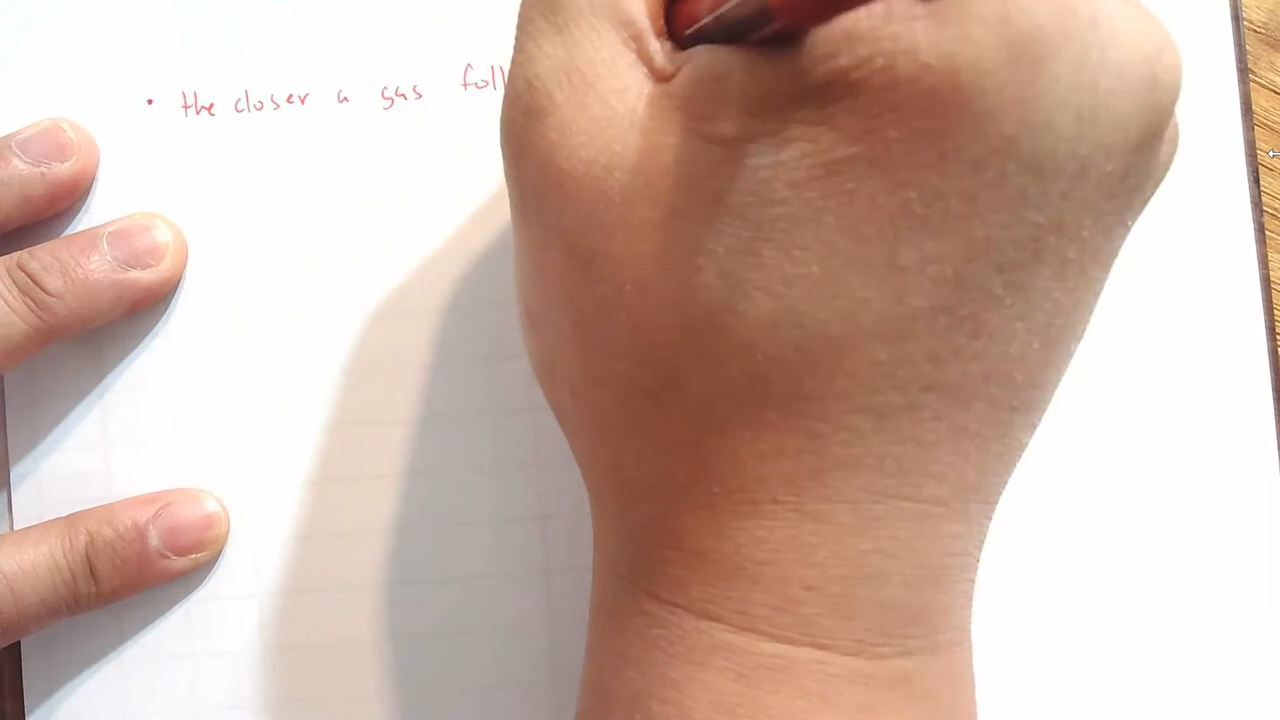 • the closer a gas foll